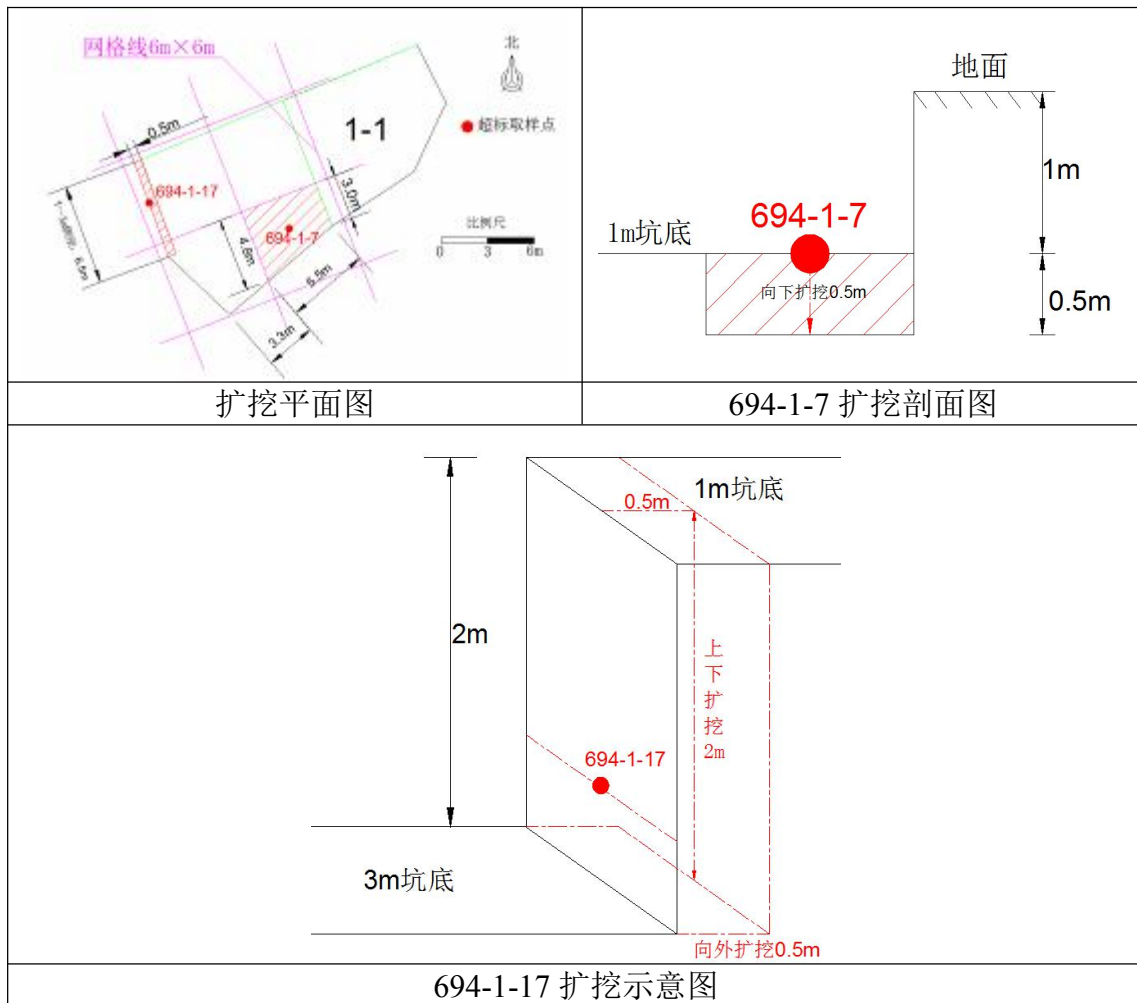 网格线6m×6m
北
超标取样点
0.5m
1-1
694-1-17
3.0m
694-1-7
4.8m
5.5m
3.3m
比例尺
0 3 6m
扩挖平面图
地面
1m
694-1-7
1m坑底
向下扩挖0.5m
0.5m
694-1-7 扩挖剖面图
1m坑底
0.5m
2m
上下扩挖2m
694-1-17
3m坑底
向外扩挖0.5m
694-1-17 扩挖示意图